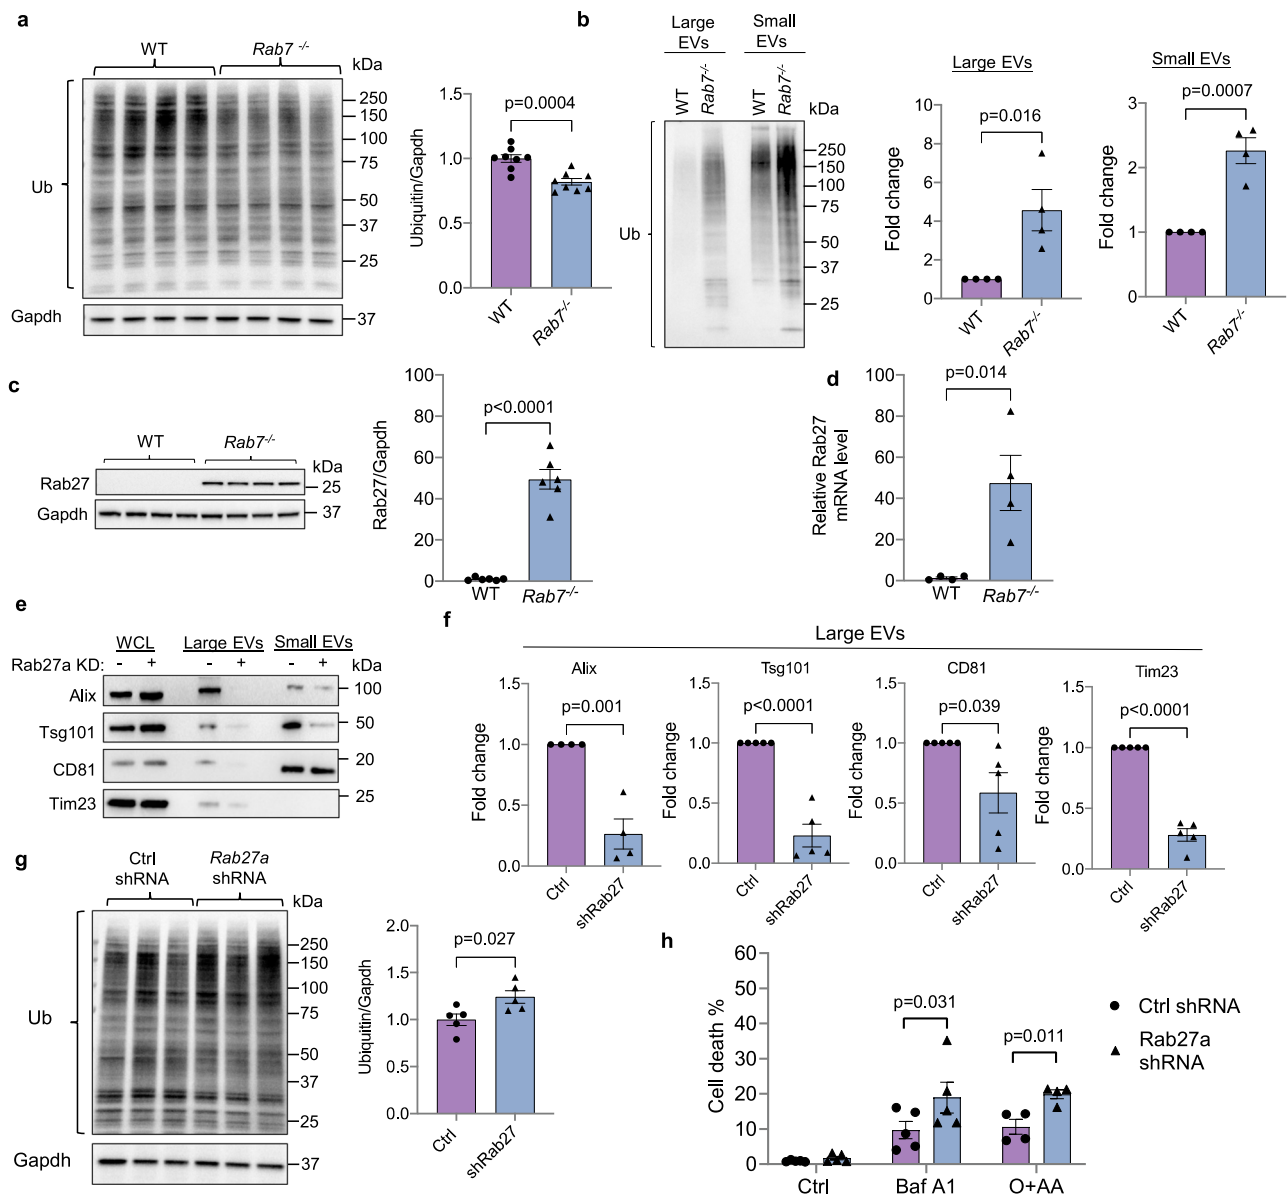 a
WT
Rab7 -/-
kDa
250
150
100
75
50
37
25
Ub
Gapdh
37
Ubiquitin/Gapdh
1.5
1.0
0.5
0.0
p=0.0004
WT
Rab7-/-
b
Large EVs
Small EVs
WT
Rab7-/-
WT
Rab7-/-
kDa
250
150
100
75
50
37
25
Ub
Large EVs
Fold change
10
8
6
4
2
0
p=0.016
WT
Rab7-/-
Small EVs
Fold change
3
2
1
0
p=0.0007
WT
Rab7-/-
c
WT
Rab7-/-
kDa
Rab27
25
Gapdh
37
Rab27/Gapdh
100
80
60
40
20
0
p<0.0001
WT
Rab7-/-
d
Relative Rab27
mRNA level
100
80
60
40
20
0
p=0.014
WT
Rab7-/-
e
WCL
Large EVs
Small EVs
Rab27a KD:
- + - + - +
kDa
Alix
100
Tsg101
50
CD81
20
Tim23
25
f
Large EVs
Alix
Fold change
1.5
1.0
0.5
0.0
p=0.001
Ctrl
shRab27
Tsg101
Fold change
1.5
1.0
0.5
0.0
p<0.0001
Ctrl
shRab27
CD81
Fold change
1.5
1.0
0.5
0.0
p=0.039
Ctrl
shRab27
Tim23
Fold change
1.5
1.0
0.5
0.0
p<0.0001
Ctrl
shRab27
g
Ctrl
shRNA
Rab27a
shRNA
kDa
250
150
100
75
50
37
25
Ub
Gapdh
37
Ubiquitin/Gapdh
2.0
1.5
1.0
0.5
0.0
p=0.027
Ctrl
shRab27
h
Cell death %
60
50
40
30
20
10
0
p=0.031
p=0.011
Ctrl
Baf A1
O+AA
Ctrl shRNA
Rab27a
shRNA